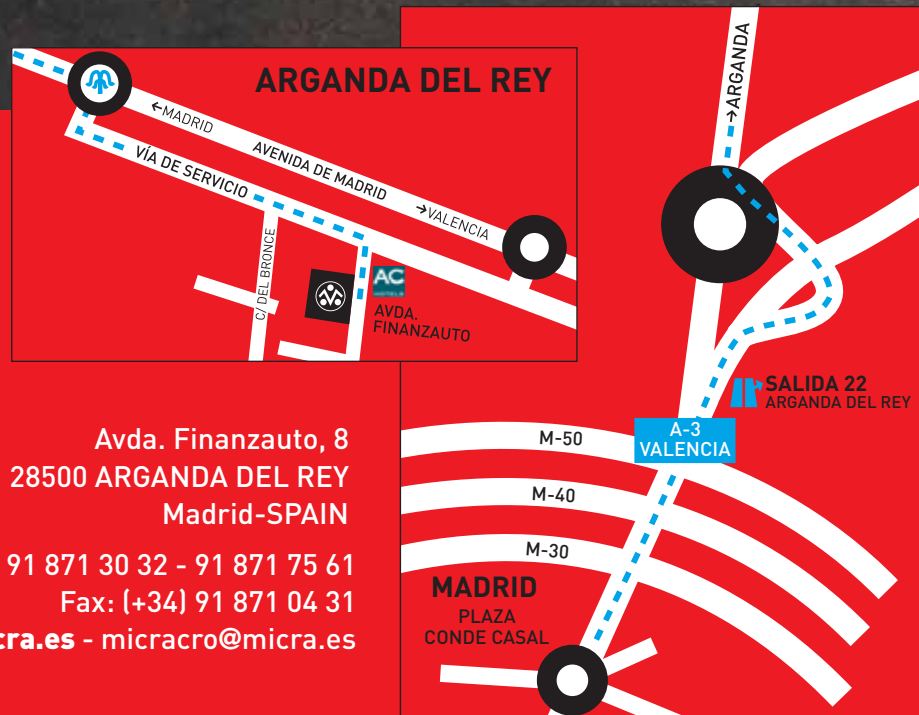 ARGANDA DEL REY
←MADRID
AVENIDA DE MADRID
→VALENCIA
VÍA DE SERVICIO
C/ DEL BRONCE
AC
HOTELS
AVDA.
FINANZAUTO
→ARGANDA
SALIDA 22
ARGANDA DEL REY
A-3
VALENCIA
M-50
M-40
M-30
MADRID
PLAZA
CONDE CASAL
Avda. Finanzauto, 8
28500 ARGANDA DEL REY
Madrid-SPAIN
91 871 30 32 - 91 871 75 61
Fax: (+34) 91 871 04 31
cra.es - micracro@micra.es